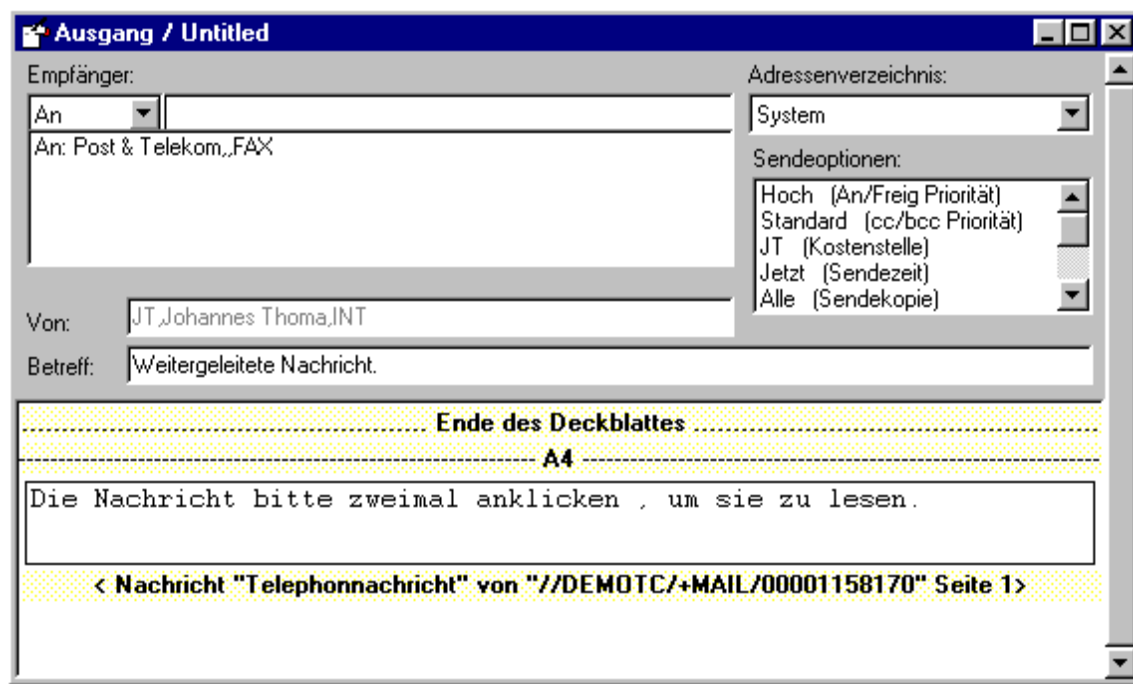 Ausgang / Untitled
Empfänger:
An
An: Post & Telekom,,FAX
Adressenverzeichnis:
System
Sendeoptionen:
Hoch (An/Freig Priorität)
Standard (cc/bcc Priorität)
JT (Kostenstelle)
Jetzt (Sendezeit)
Alle (Sendekopie)
Von: JT,Johannes Thoma,INT
Betreff: Weitergeleitete Nachricht.
Ende des Deckblattes
A4
Die Nachricht bitte zweimal anklicken , um sie zu lesen.
< Nachricht "Telephonnachricht" von "//DEMOTC/+MAIL/00001158170" Seite 1>